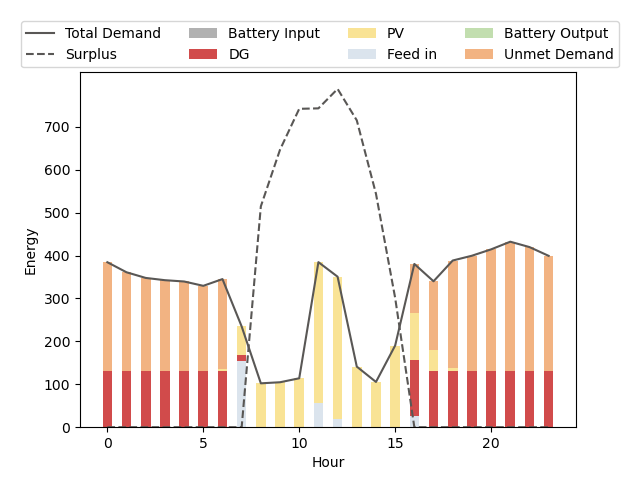 Total Demand Battery Input PV Battery Output
Surplus DG Feed in Unmet Demand
700
600
500
400
300
200
100
0
Energy
0 5 10 15 20
Hour